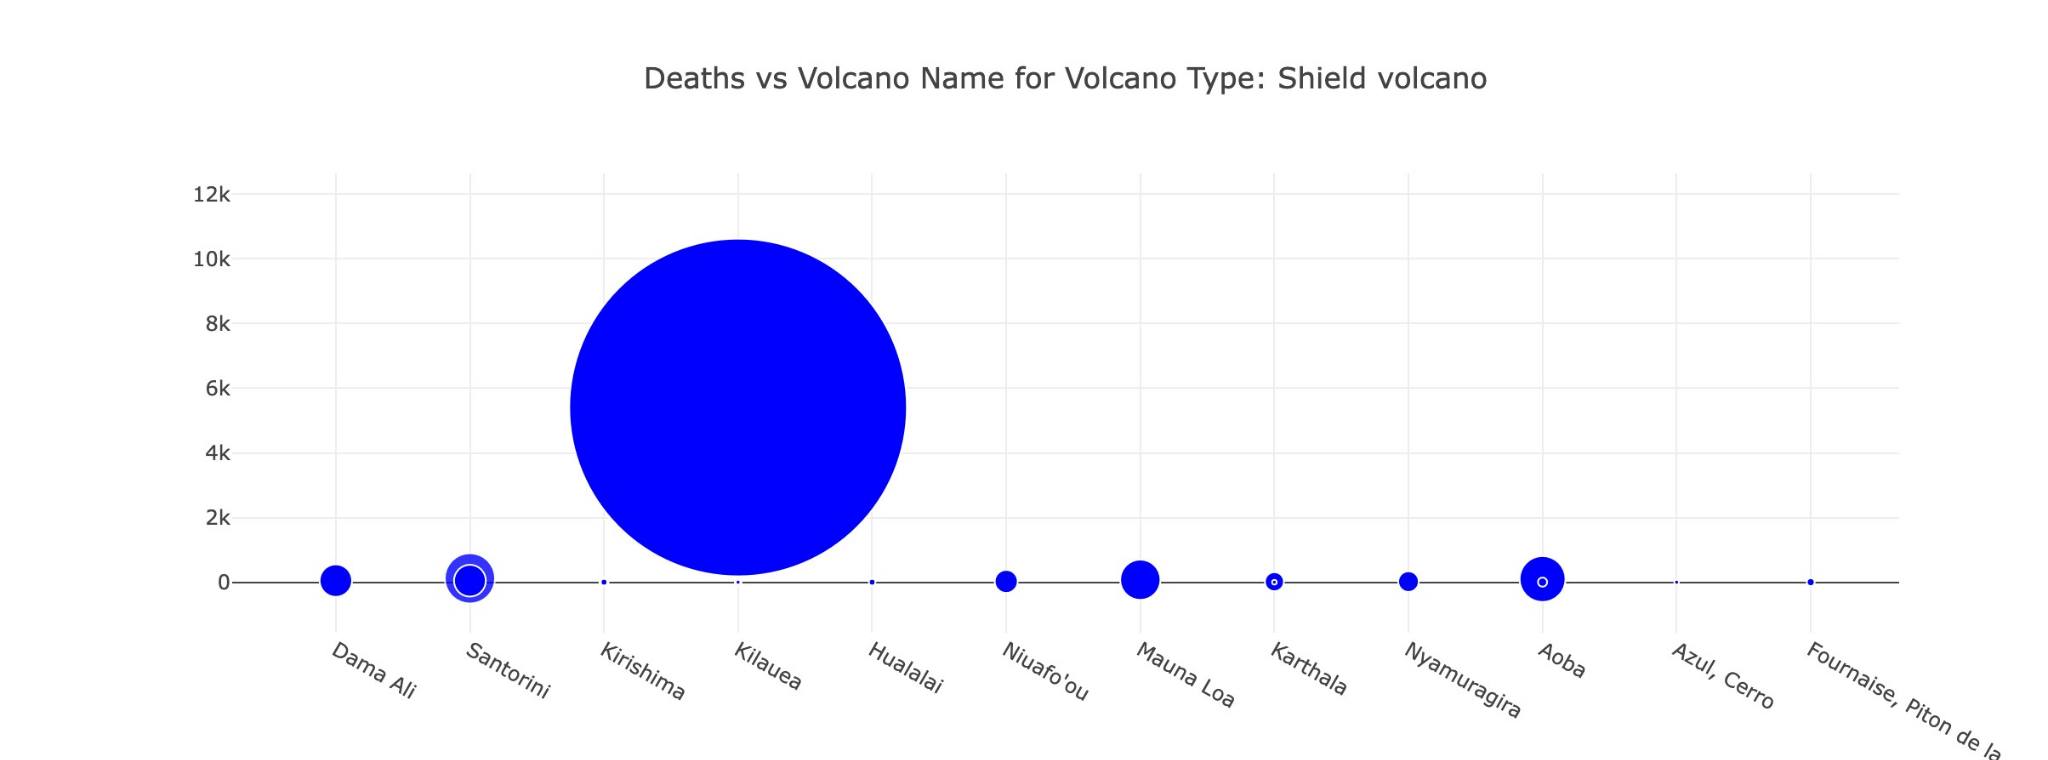 Deaths vs Volcano Name for Volcano Type: Shield volcano
12k
10k
8k
6k
4k
2k
0
Dama Ali
Santorini
Kirishima
Kilauea
Hualalai
Niuafo'ou
Mauna Loa
Karthala
Nyamuragira
Aoba
Azul, Cerro
Fournaise, Piton de la